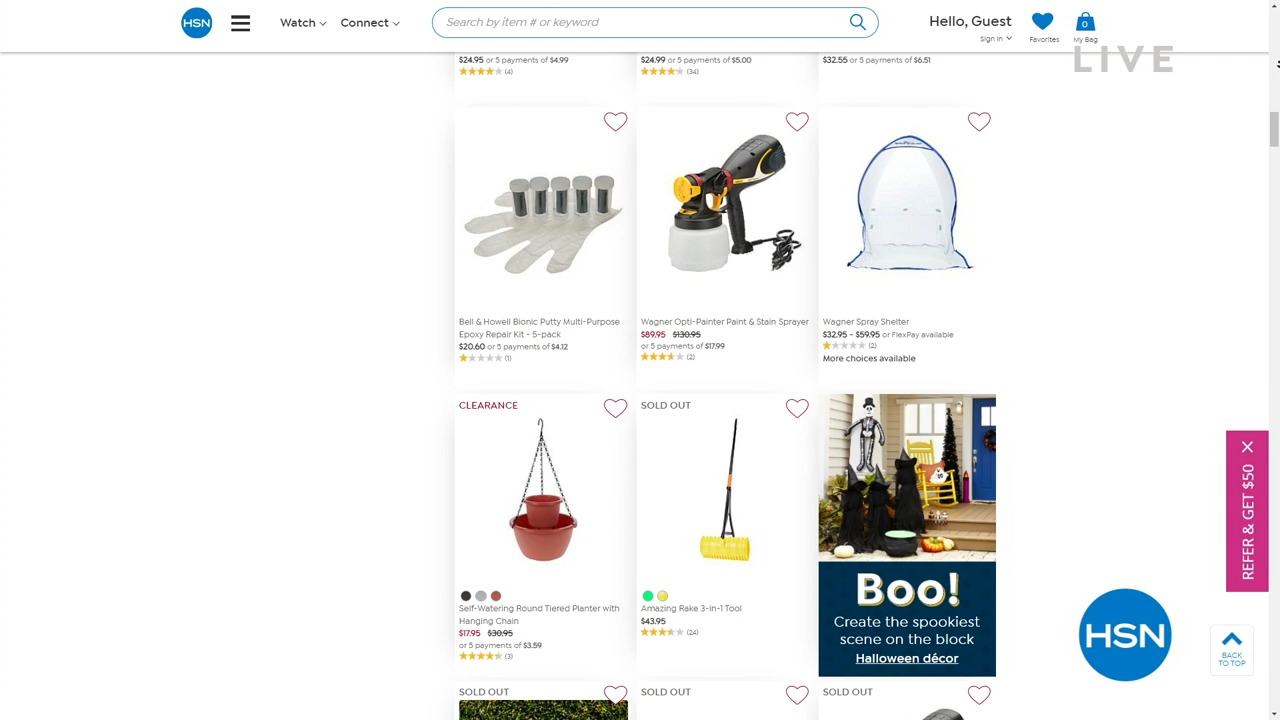 HSN
Watch
Connect
Search by item # or keyword
Hello, Guest
Sign In
Favorites
0
My Bag
LIVE
$24.95 or 5 payments of $4.99
(4)
$24.99 or 5 payments of $5.00
(34)
$32.55 or 5 payments of $6.51
Bell & Howell Bionic Putty Multi-Purpose
Epoxy Repair Kit - 5-pack
$20.60 or 5 payments of $4.12
(1)
Wagner Opti-Painter Paint & Stain Sprayer
$89.95 $130.95
or 5 payments of $17.99
(2)
Wagner Spray Shelter
$32.95 - $59.95 or FlexPay available
(2)
More choices available
CLEARANCE
Self-Watering Round Tiered Planter with
Hanging Chain
$17.95 $30.95
or 5 payments of $3.59
(3)
SOLD OUT
Amazing Rake 3-in-1 Tool
$43.95
(24)
Boo!
Create the spookiest
scene on the block
Halloween décor
REFER & GET $50
HSN
BACK
TO TOP
SOLD OUT
SOLD OUT
SOLD OUT